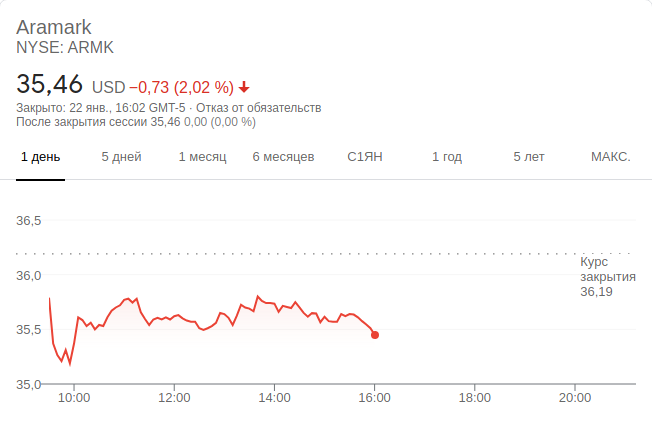 Aramark
NYSE: ARMK
35,46 USD −0,73 (2,02 %)
Закрыто: 22 янв., 16:02 GMT-5 · Отказ от обязательств
После закрытия сессии 35,46 0,00 (0,00 %)
1 день 5 дней 1 месяц 6 месяцев С1ЯН 1 год 5 лет МАКС.
36,5
Курс
закрытия
36,19
36,0
35,5
35,0
10:00 12:00 14:00 16:00 18:00 20:00